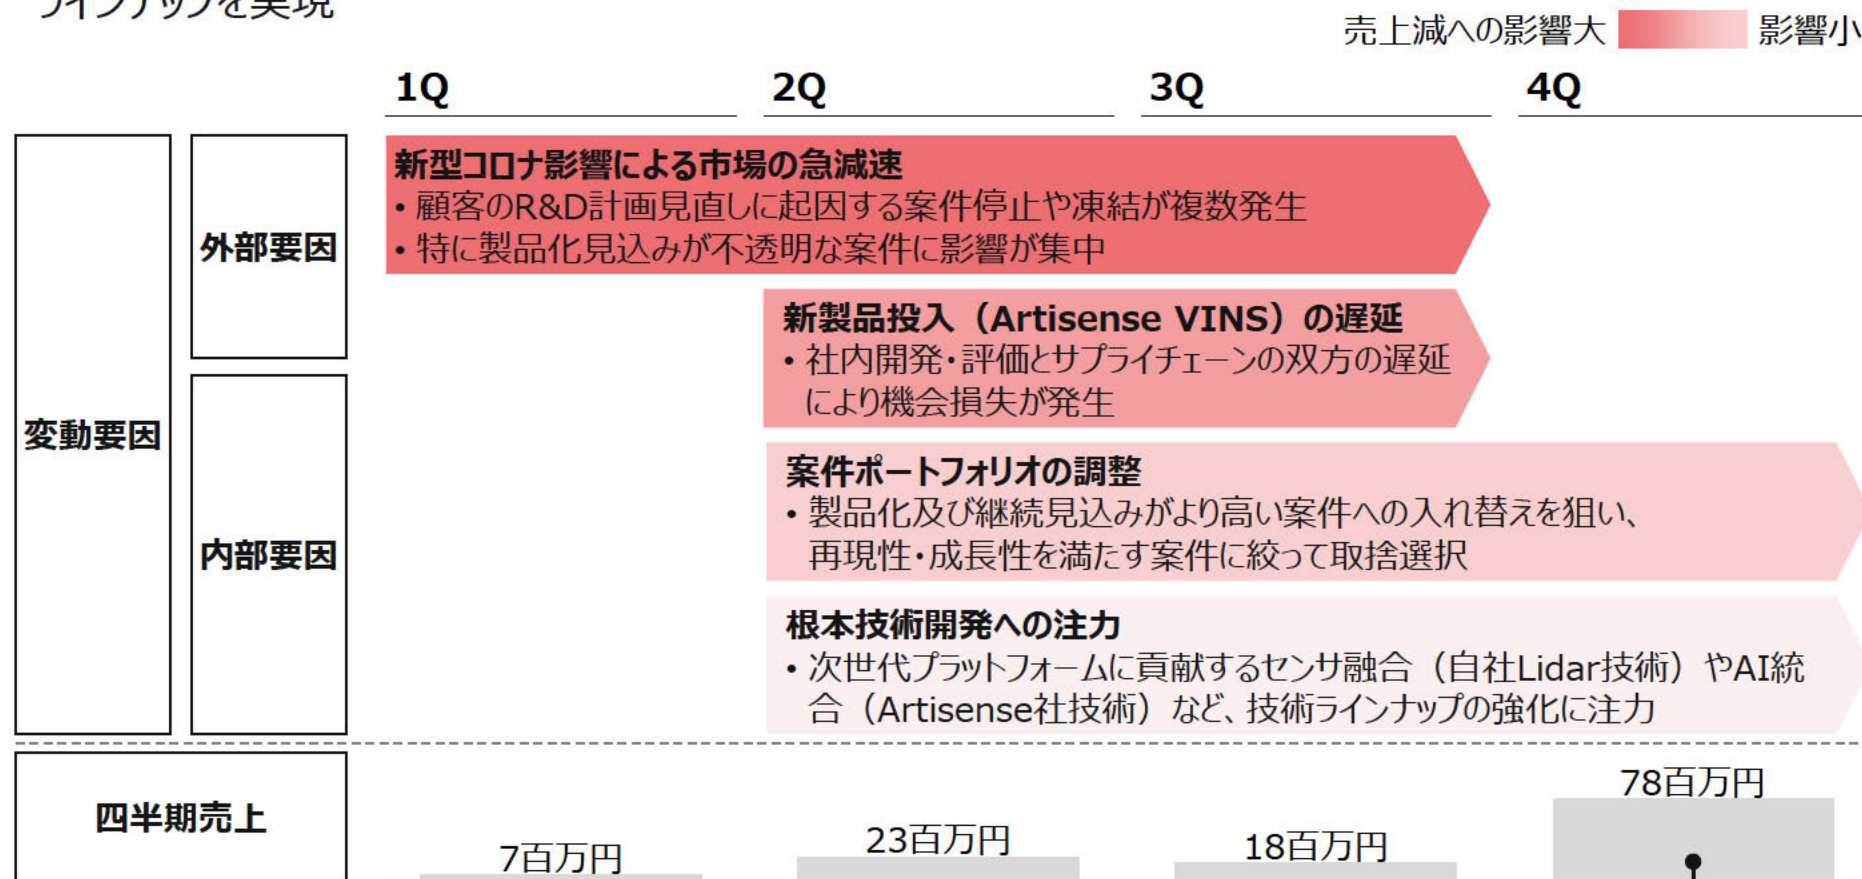 ラインナップを実現
売上減への影響大 影響小
1Q 2Q 3Q 4Q
変動要因
外部要因
新型コロナ影響による市場の急減速
・顧客のR&D計画見直しに起因する案件停止や凍結が複数発生
・特に製品化見込みが不透明な案件に影響が集中
新製品投入（Artisense VINS）の遅延
・社内開発・評価とサプライチェーンの双方の遅延
により機会損失が発生
内部要因
案件ポートフォリオの調整
・製品化及び継続見込みがより高い案件への入れ替えを狙い、
再現性・成長性を満たす案件に絞って取捨選択
根本技術開発への注力
・次世代プラットフォームに貢献するセンサ融合（自社Lidar技術）やAI統
合（Artisense社技術）など、技術ラインナップの強化に注力
四半期売上
7百万円
23百万円
18百万円
78百万円